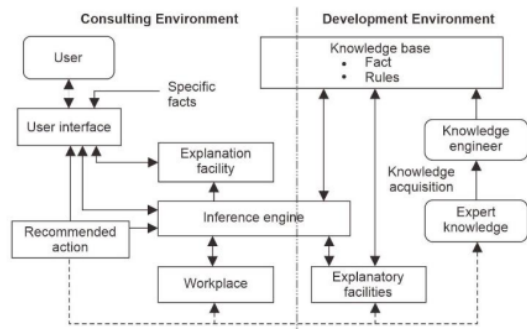 Consulting Environment
Development Environment
User
Knowledge base
• Fact
• Rules
Specific
facts
User interface
Knowledge
engineer
Explanation
facility
Knowledge
acquisition
Inference engine
Expert
knowledge
Recommended
action
Workplace
Explanatory
facilities